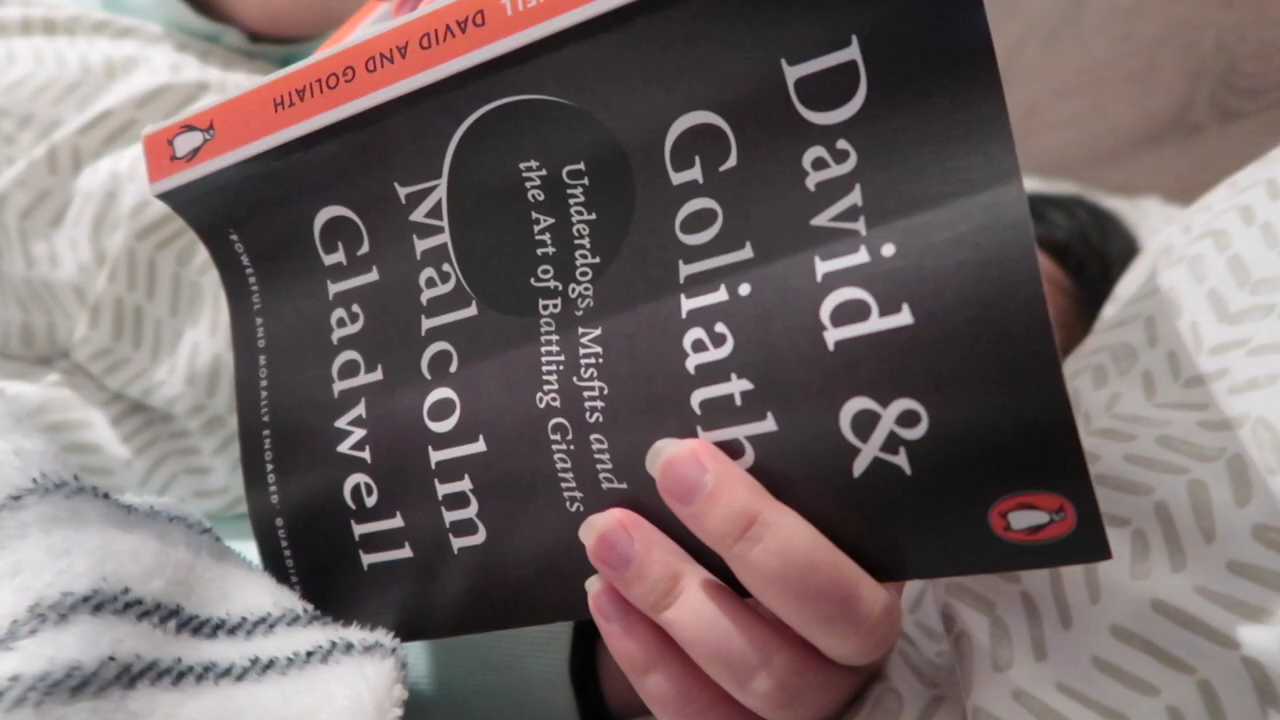 David &
Goliath
Underdogs, Misfits and
the Art of Battling Giants
Malcolm
Gladwell
'POWERFUL AND MORALLY ENGAGED' GUARDIAN
DAVID AND GOLIATH